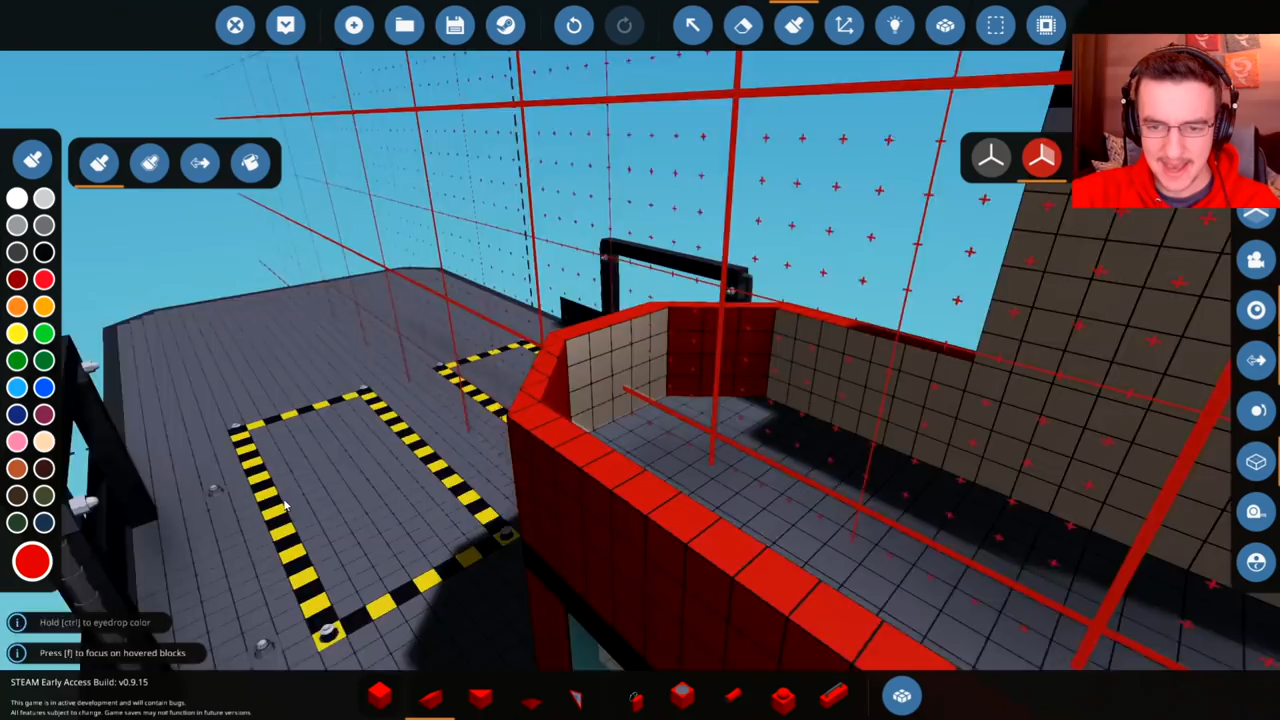 Hold [ctrl] to eyedrop color
Press [f] to focus on hovered blocks
STEAM Early Access Build: v0.9.15
This game is in active development and will contain bugs.
All features subject to change. Game saves may not function in future versions